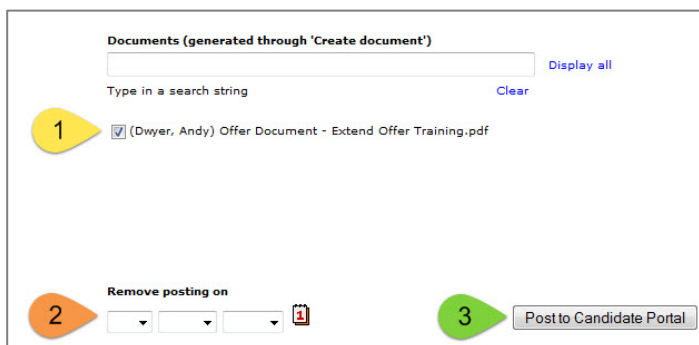 Documents (generated through 'Create document')
Display all
Type in a search string
Clear
1
(Dwyer, Andy) Offer Document - Extend Offer Training.pdf
Remove posting on
2
1
3
Post to Candidate Portal